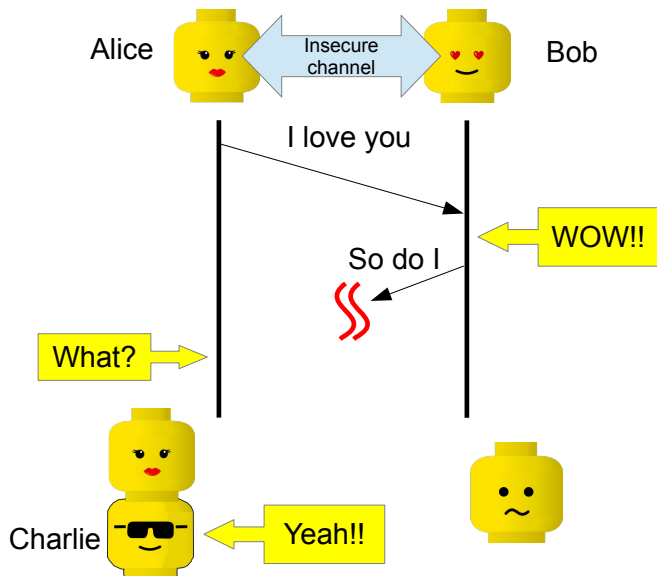 Alice
Insecure
channel
Bob
I love you
WOW!!
So do I
What?
Charlie
Yeah!!